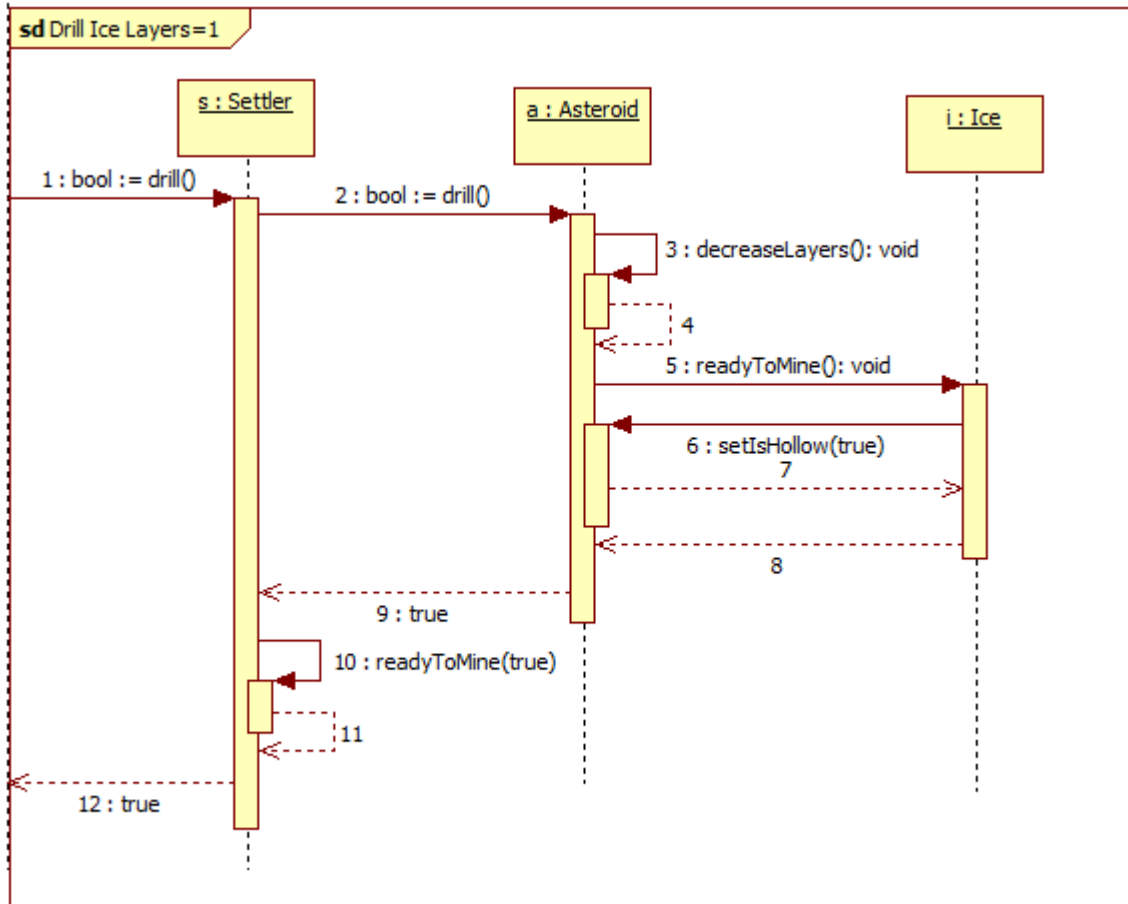 sd Drill Ice Layers=1
s : Settler
a : Asteroid
i : Ice
1 : bool := drill()
2 : bool := drill()
3 : decreaseLayers(): void
4
5 : readyToMine(): void
6 : setIsHollow(true)
7
8
9 : true
10 : readyToMine(true)
11
12 : true